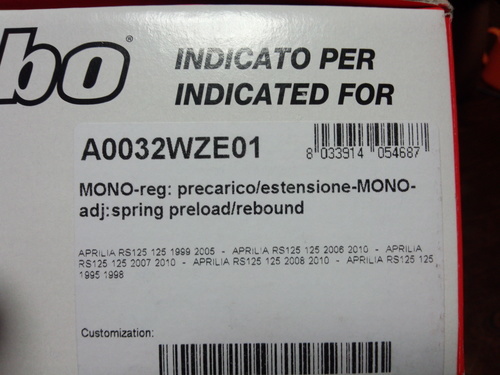 bo®
INDICATO PER
INDICATED FOR
A0032WZE01
8 033914 054687
MONO-reg: precarico/estensione-MONO-
adj:spring preload/rebound
APRILIA RS125 125 1999 2005 - APRILIA RS125 125 2006 2010 - APRILIA
RS125 125 2007 2010 - APRILIA RS125 125 2008 2010 - APRILIA RS125 125
1995 1998
Customization: